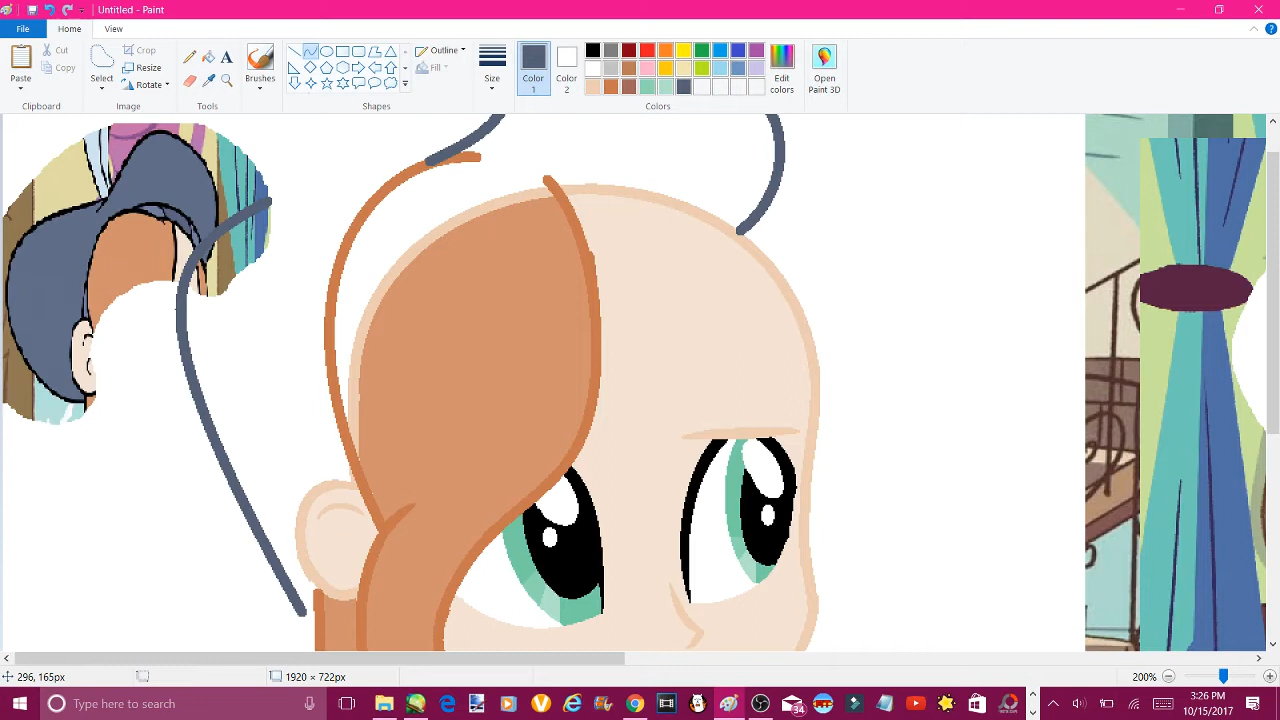 Untitled - Paint
File
Home
View
Paste
Cut
Copy
Clipboard
Select
Crop
Resize
Rotate
Image
Tools
Brushes
Shapes
Outline
Fill
Size
Color
1
Color
2
Edit
colors
Colors
Open
Paint 3D
296, 165px
1920 × 722px
200%
Type here to search
34
3:26 PM
10/15/2017